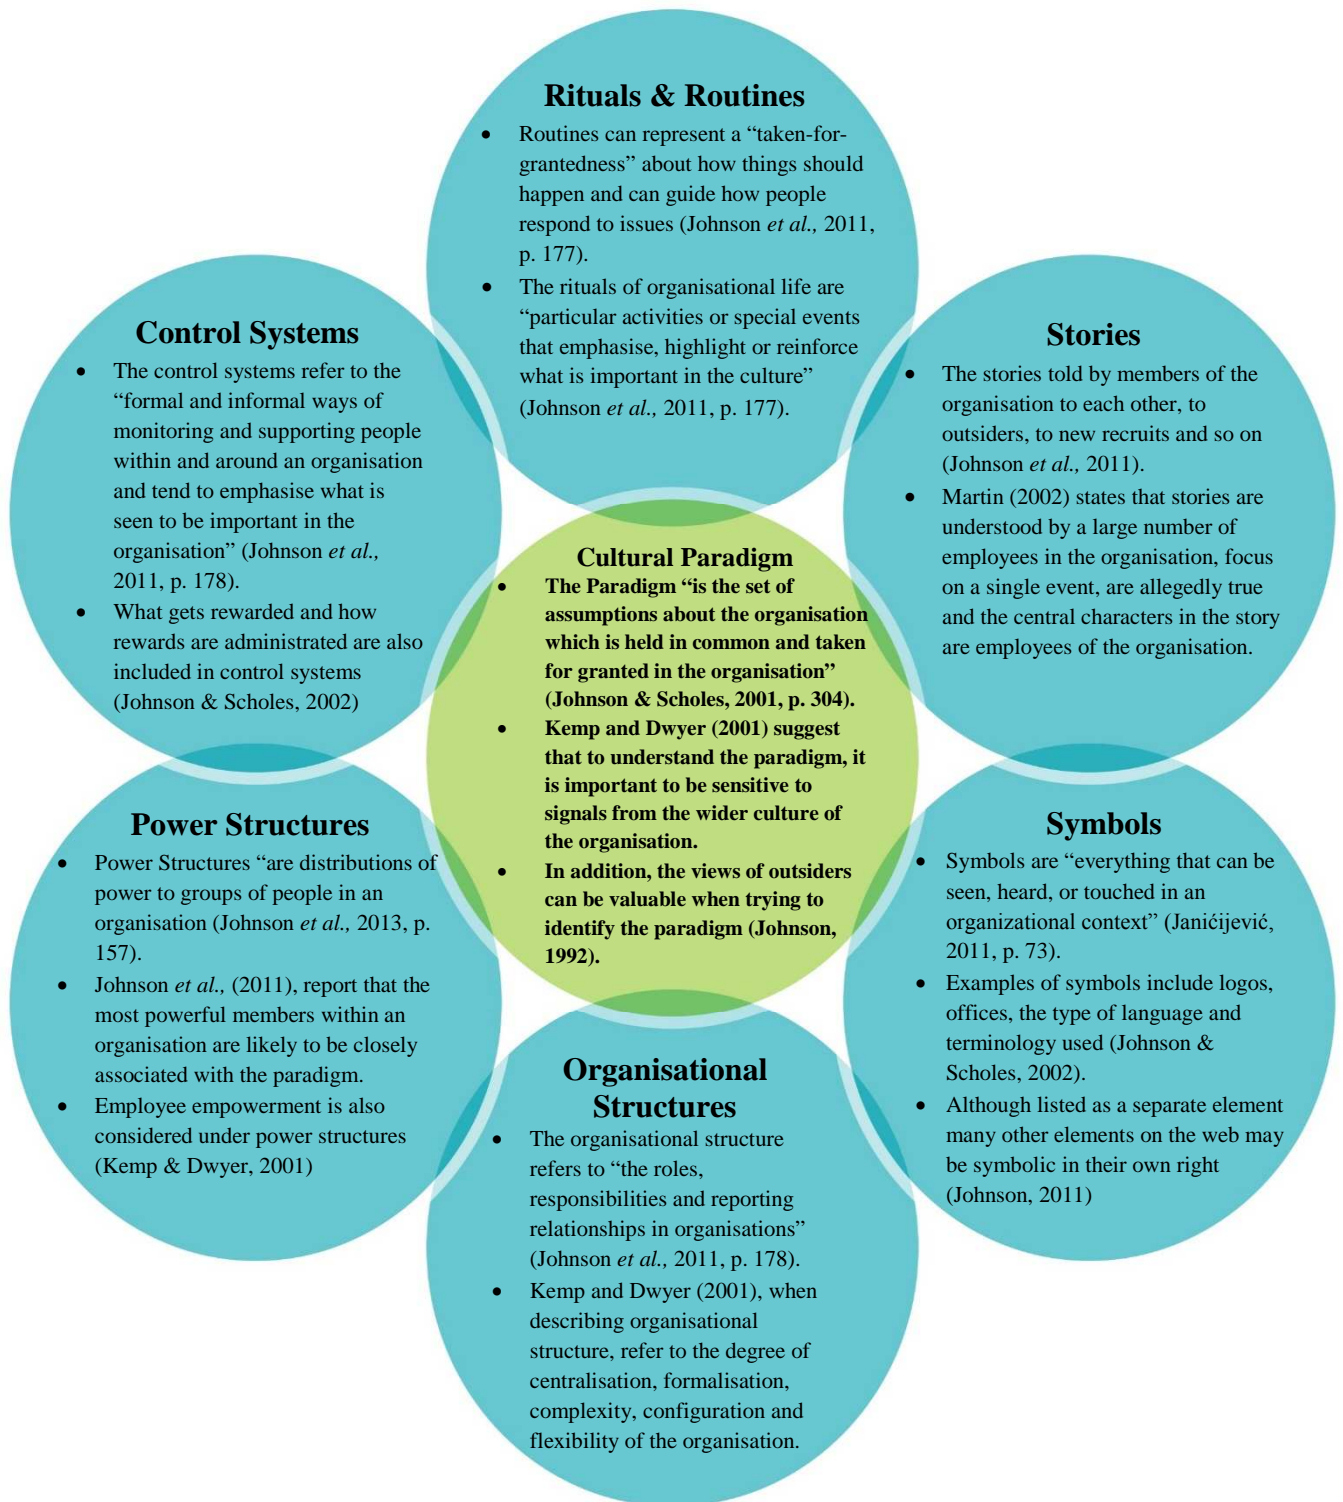 Rituals & Routines
• Routines can represent a “taken-for-
grantedness” about how things should
happen and can guide how people
respond to issues (Johnson et al., 2011,
p. 177).
• The rituals of organisational life are
“particular activities or special events
that emphasise, highlight or reinforce
what is important in the culture”
(Johnson et al., 2011, p. 177).
Control Systems
• The control systems refer to the
“formal and informal ways of
monitoring and supporting people
within and around an organisation
and tend to emphasise what is
seen to be important in the
organisation” (Johnson et al.,
2011, p. 178).
• What gets rewarded and how
rewards are administrated are also
included in control systems
(Johnson & Scholes, 2002)
Stories
• The stories told by members of the
organisation to each other, to
outsiders, to new recruits and so on
(Johnson et al., 2011).
• Martin (2002) states that stories are
understood by a large number of
employees in the organisation, focus
on a single event, are allegedly true
and the central characters in the story
are employees of the organisation.
Cultural Paradigm
• The Paradigm “is the set of
assumptions about the organisation
which is held in common and taken
for granted in the organisation”
(Johnson & Scholes, 2001, p. 304).
• Kemp and Dwyer (2001) suggest
that to understand the paradigm, it
is important to be sensitive to
signals from the wider culture of
the organisation.
• In addition, the views of outsiders
can be valuable when trying to
identify the paradigm (Johnson,
1992).
Power Structures
• Power Structures “are distributions of
power to groups of people in an
organisation (Johnson et al., 2013, p.
157).
• Johnson et al., (2011), report that the
most powerful members within an
organisation are likely to be closely
associated with the paradigm.
• Employee empowerment is also
considered under power structures
(Kemp & Dwyer, 2001)
Symbols
• Symbols are “everything that can be
seen, heard, or touched in an
organizational context” (Janićijević,
2011, p. 73).
• Examples of symbols include logos,
offices, the type of language and
terminology used (Johnson &
Scholes, 2002).
• Although listed as a separate element
many other elements on the web may
be symbolic in their own right
(Johnson, 2011)
Organisational
Structures
• The organisational structure
refers to “the roles,
responsibilities and reporting
relationships in organisations”
(Johnson et al., 2011, p. 178).
• Kemp and Dwyer (2001), when
describing organisational
structure, refer to the degree of
centralisation, formalisation,
complexity, configuration and
flexibility of the organisation.